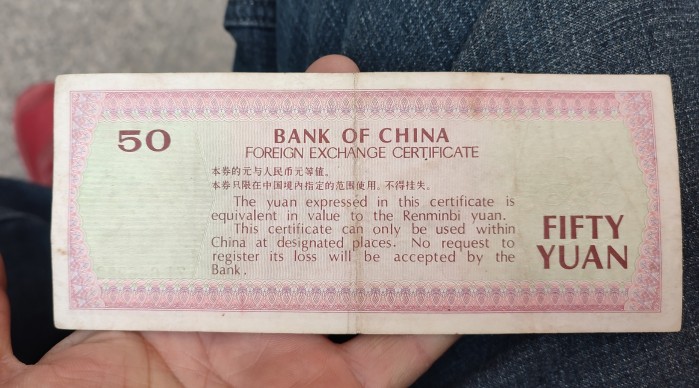 50
BANK OF CHINA
FOREIGN EXCHANGE CERTIFICATE
本券的元与人民币元等值。
本券只限在中国境内指定的范围使用，不得挂失。
The yuan expressed in this certificate is
equivalent in value to the Renminbi yuan.
This certificate can only be used within
China at designated places. No request to
register its loss will be accepted by the
Bank.
FIFTY
YUAN